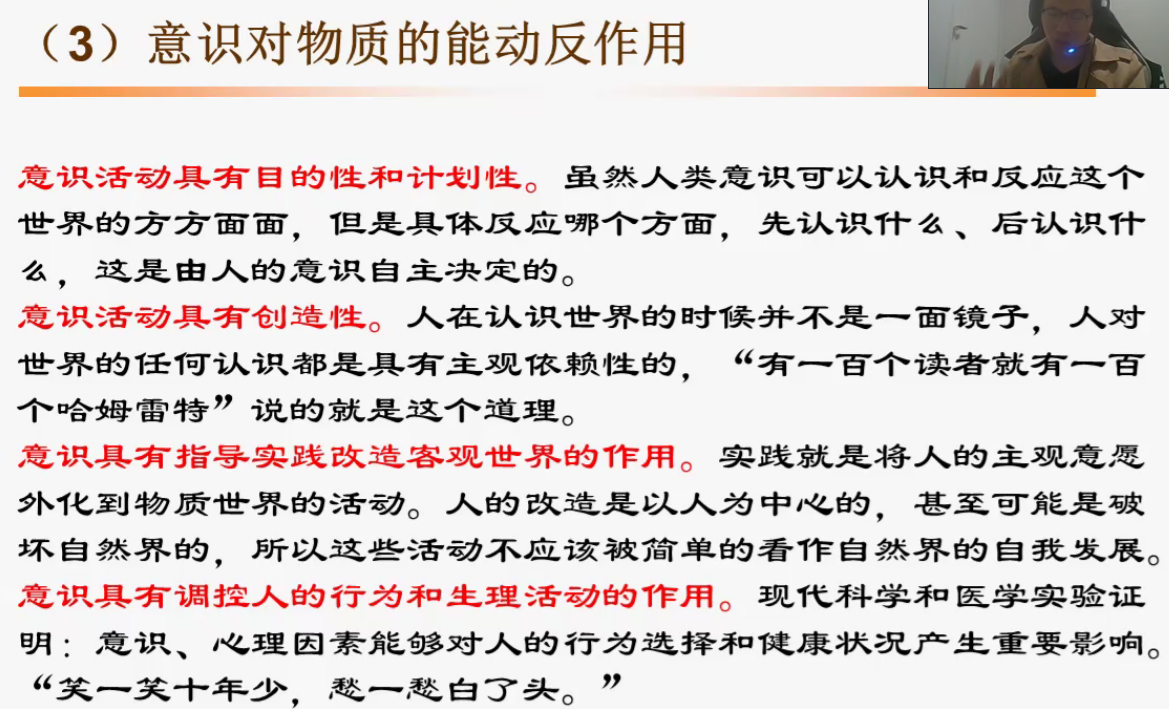 （3）意识对物质的能动反作用
意识活动具有目的性和计划性。虽然人类意识可以认识和反应这个
世界的方方面面，但是具体反应哪个方面，先认识什么、后认识什
么，这是由人的意识自主决定的。
意识活动具有创造性。人在认识世界的时候并不是一面镜子，人对
世界的任何认识都是具有主观依赖性的，“有一百个读者就有一百
个哈姆雷特”说的就是这个道理。
意识具有指导实践改造客观世界的作用。实践就是将人的主观意愿
外化到物质世界的活动。人的改造是以人为中心的，甚至可能是破
坏自然界的，所以这些活动不应该被简单的看作自然界的自我发展。
意识具有调控人的行为和生理活动的作用。现代科学和医学实验证
明：意识、心理因素能够对人的行为选择和健康状况产生重要影响。
“笑一笑十年少，愁一愁白了头。”